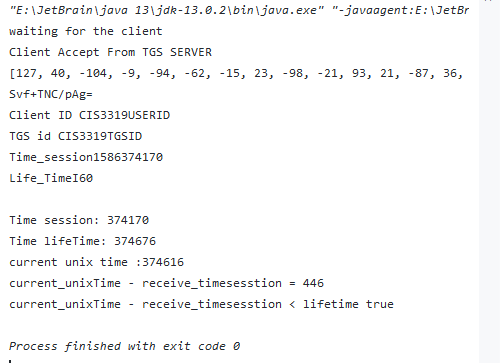 "E:\JetBrain\java 13\jdk-13.0.2\bin\java.exe" "-javaagent:E:\JetBr
waiting for the client
Client Accept From TGS SERVER
[127, 40, -104, -9, -94, -62, -15, 23, -98, -21, 93, 21, -87, 36,
Svf+TNC/pAg=
Client ID CIS3319USERID
TGS id CIS3319TGSID
Time_session1586374170
Life_TimeI60
Time session: 374170
Time lifeTime: 374676
current unix time :374616
current_unixTime - receive_timesesstion = 446
current_unixTime - receive_timesesstion < lifetime true
Process finished with exit code 0